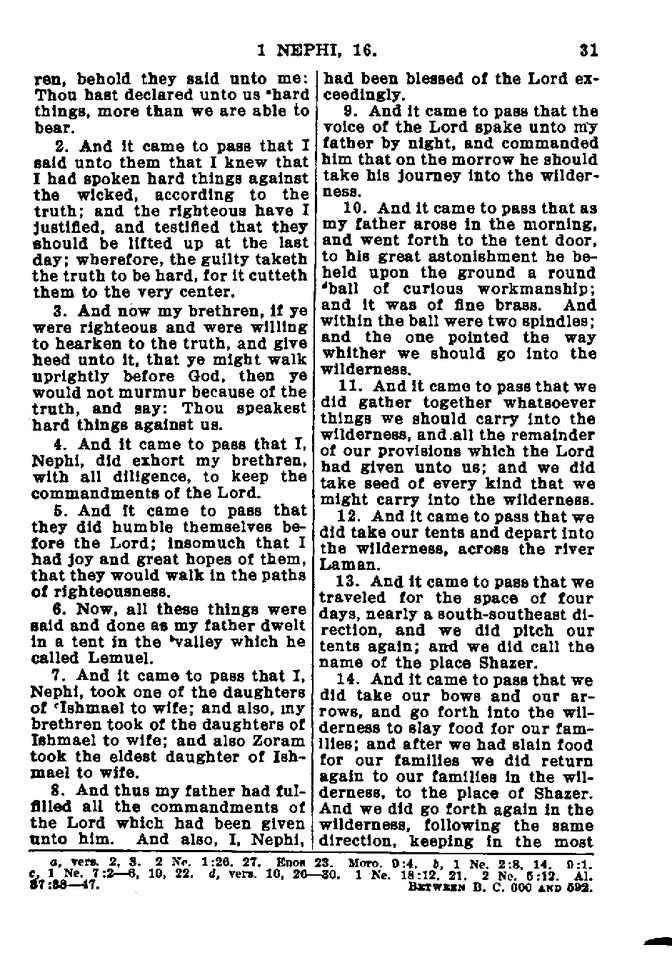 1 NEPHI, 16. 31
ren, behold they said unto me:
Thou hast declared unto us ᵃhard
things, more than we are able to
bear.
2. And it came to pass that I
said unto them that I knew that
I had spoken hard things against
the wicked, according to the
truth; and the righteous have I
justified, and testified that they
should be lifted up at the last
day; wherefore, the guilty taketh
the truth to be hard, for it cutteth
them to the very center.
3. And now my brethren, if ye
were righteous and were willing
to hearken to the truth, and give
heed unto it, that ye might walk
uprightly before God, then ye
would not murmur because of the
truth, and say: Thou speakest
hard things against us.
4. And it came to pass that I,
Nephi, did exhort my brethren,
with all diligence, to keep the
commandments of the Lord.
5. And it came to pass that
they did humble themselves be-
fore the Lord; insomuch that I
had joy and great hopes of them,
that they would walk in the paths
of righteousness.
6. Now, all these things were
said and done as my father dwelt
in a tent in the ᵇvalley which he
called Lemuel.
7. And it came to pass that I,
Nephi, took one of the daughters
of ᶜIshmael to wife; and also, my
brethren took of the daughters of
Ishmael to wife; and also Zoram
took the eldest daughter of Ish-
mael to wife.
8. And thus my father had ful-
filled all the commandments of
the Lord which had been given
unto him. And also, I, Nephi,
had been blessed of the Lord ex-
ceedingly.
9. And it came to pass that the
voice of the Lord spake unto my
father by night, and commanded
him that on the morrow he should
take his journey into the wilder-
ness.
10. And it came to pass that as
my father arose in the morning,
and went forth to the tent door,
to his great astonishment he be-
held upon the ground a round
ᵈball of curious workmanship;
and it was of fine brass. And
within the ball were two spindles;
and the one pointed the way
whither we should go into the
wilderness.
11. And it came to pass that we
did gather together whatsoever
things we should carry into the
wilderness, and all the remainder
of our provisions which the Lord
had given unto us; and we did
take seed of every kind that we
might carry into the wilderness.
12. And it came to pass that we
did take our tents and depart into
the wilderness, across the river
Laman.
13. And it came to pass that we
traveled for the space of four
days, nearly a south-southeast di-
rection, and we did pitch our
tents again; and we did call the
name of the place Shazer.
14. And it came to pass that we
did take our bows and our ar-
rows, and go forth into the wil-
derness to slay food for our fam-
ilies; and after we had slain food
for our families we did return
again to our families in the wil-
derness, to the place of Shazer.
And we did go forth again in the
wilderness, following the same
direction, keeping in the most
a, vers. 2, 3. 2 Ne. 1:26, 27. Enos 23. Moro. 9:4. b, 1 Ne. 2:8, 14. 9:1.
c, 1 Ne. 7:2—6, 19, 22. d, vers. 16, 26—30. 1 Ne. 18:12, 21. 2 Ne. 5:12. Al.
37:38—47. BETWEEN B. C. 600 AND 592.